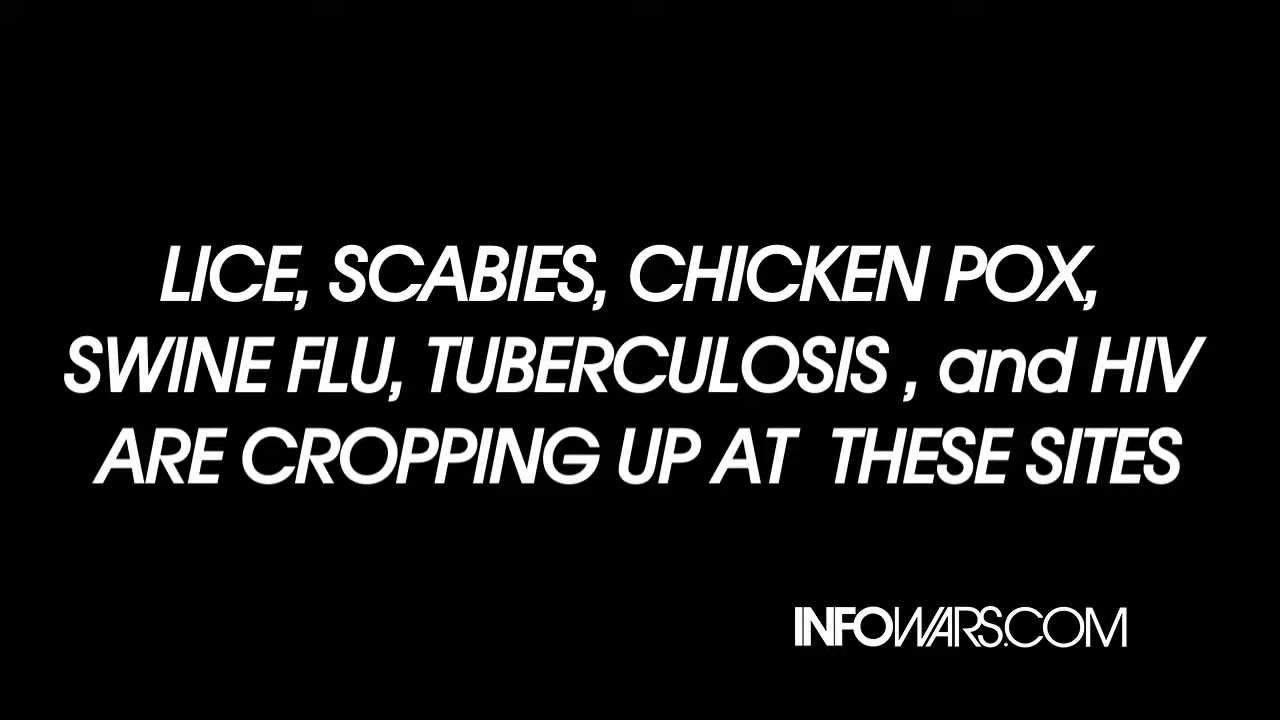 LICE, SCABIES, CHICKEN POX,
SWINE FLU, TUBERCULOSIS , and HIV
ARE CROPPING UP AT THESE SITES
INFOWARS.COM